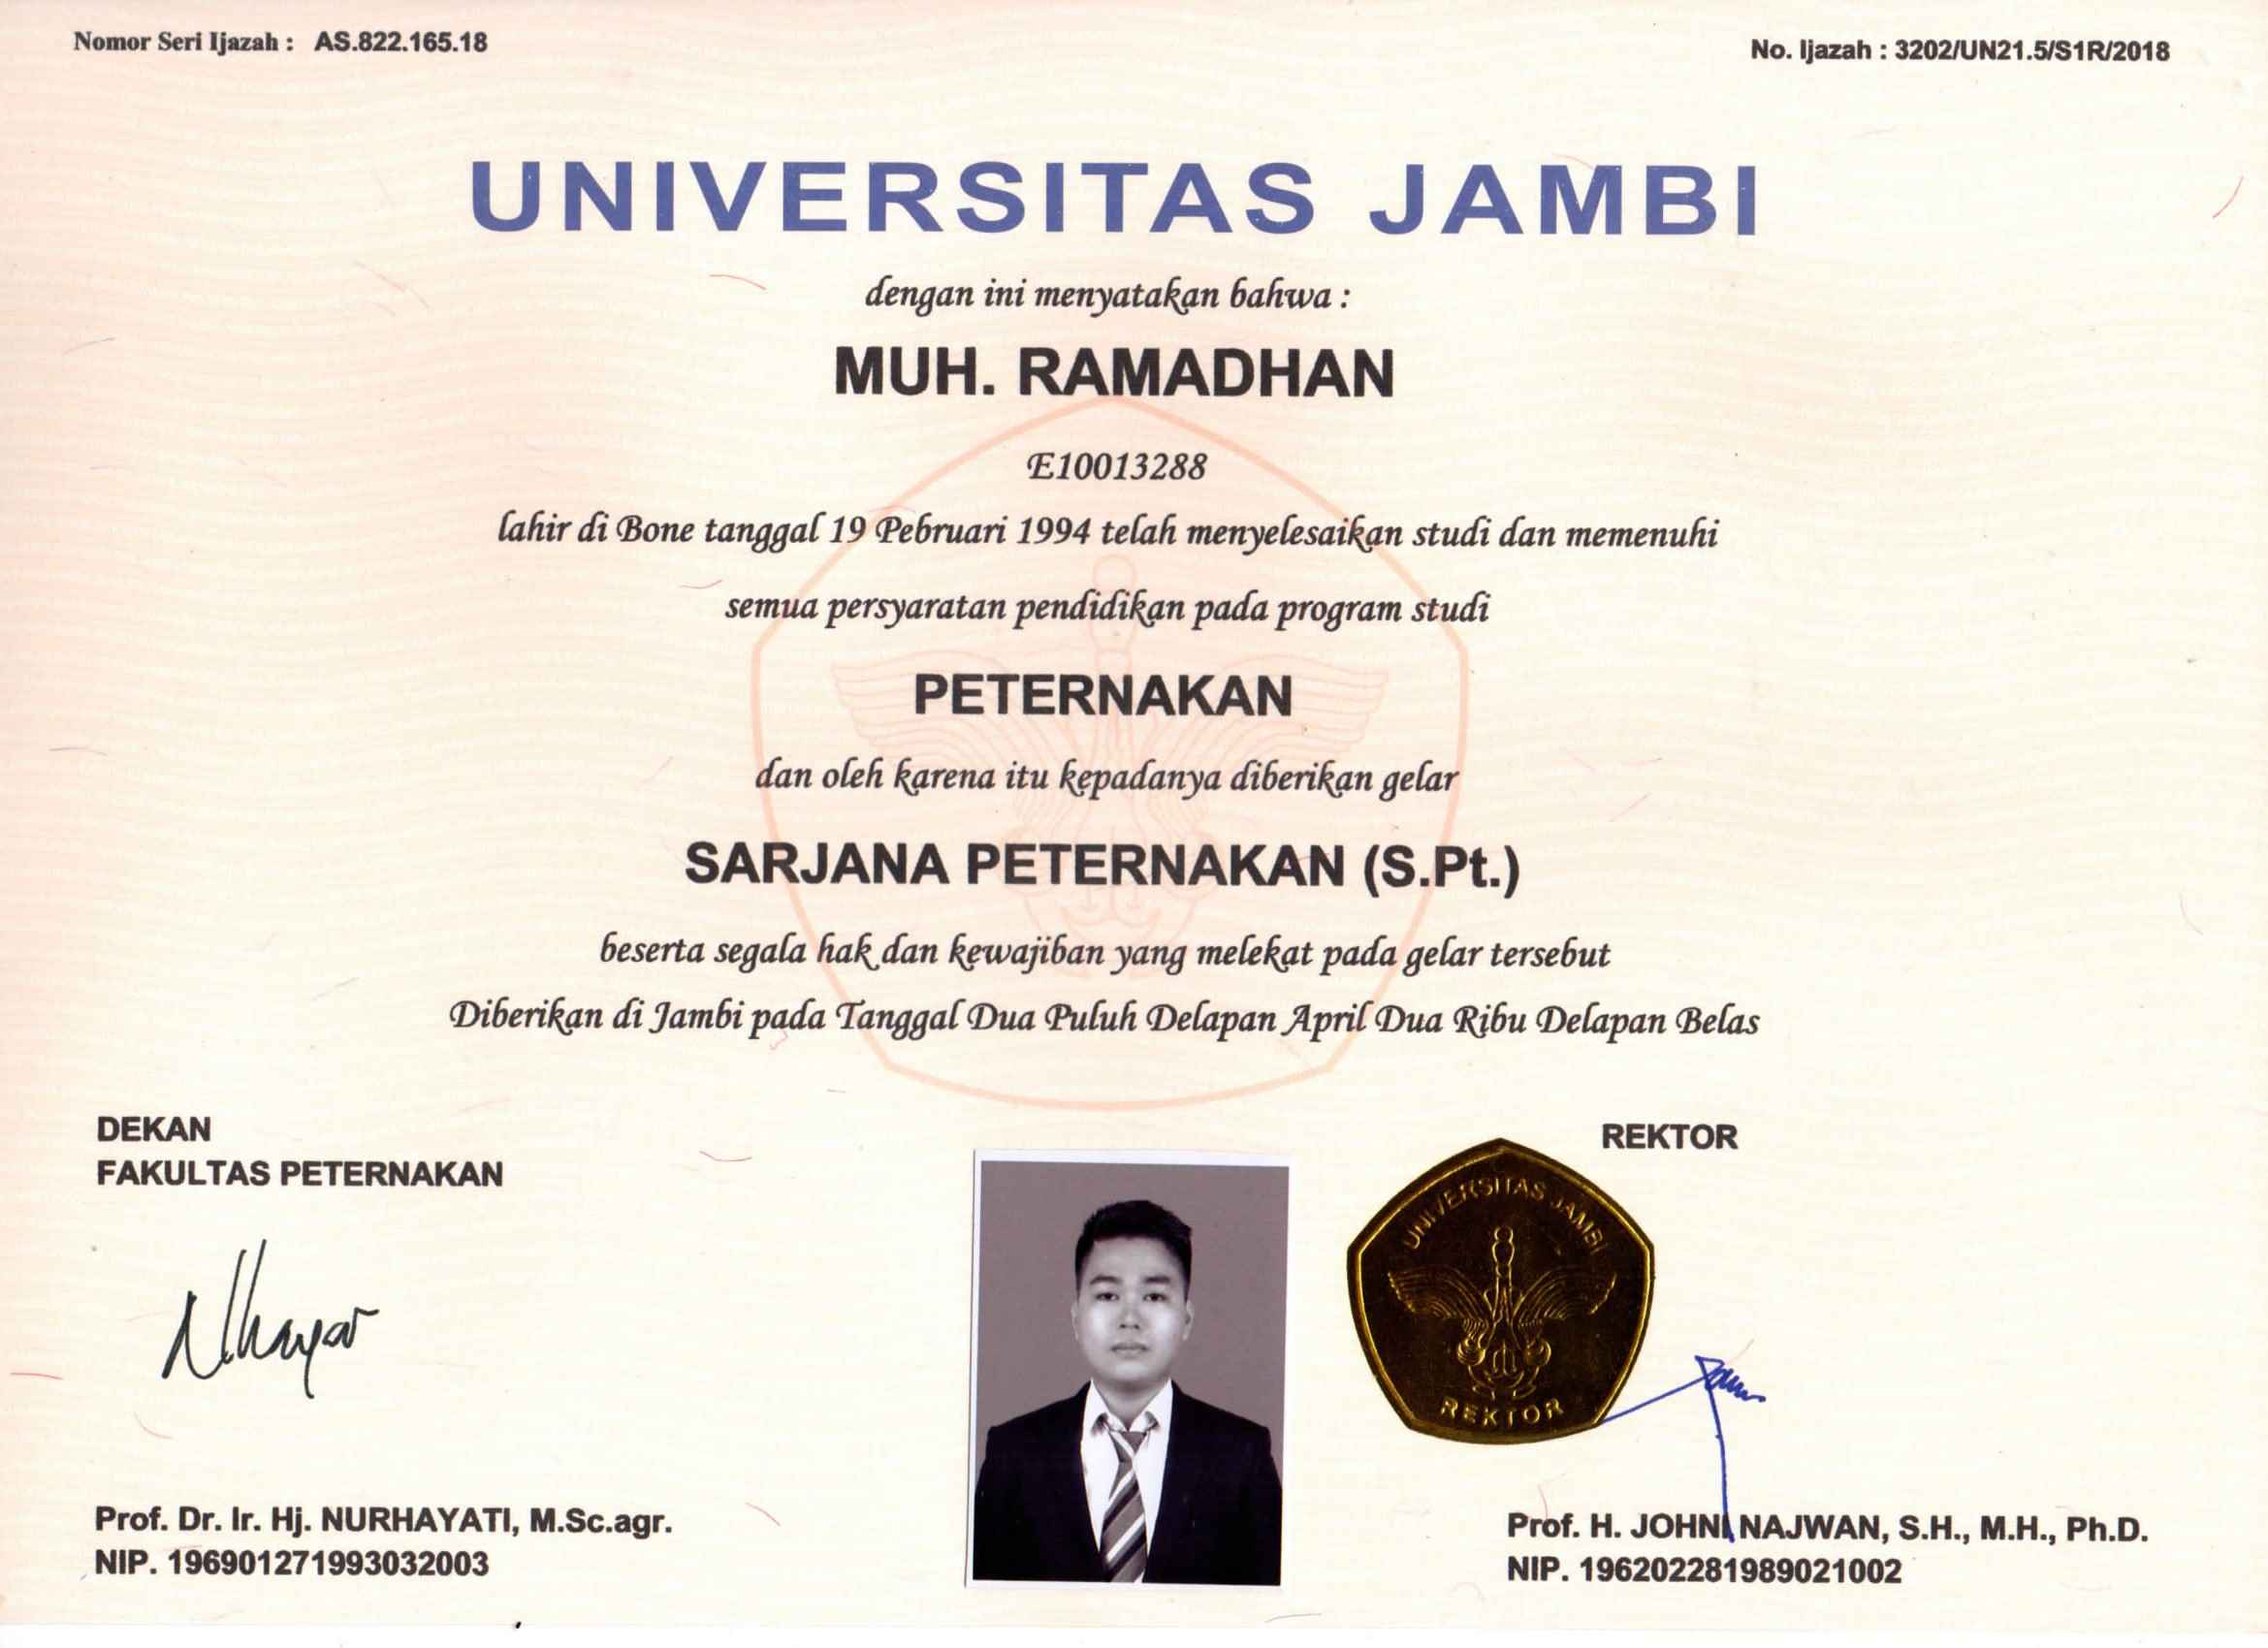 Nomor Seri Ijazah : AS.822.165.18
No. Ijazah : 3202/UN21.5/S1R/2018
UNIVERSITAS JAMBI
dengan ini menyatakan bahwa :
MUH. RAMADHAN
E10013288
lahir di Bone tanggal 19 Pebruari 1994 telah menyelesaikan studi dan memenuhi
semua persyaratan pendidikan pada program studi
PETERNAKAN
dan oleh karena itu kepadanya diberikan gelar
SARJANA PETERNAKAN (S.Pt.)
beserta segala hak dan kewajiban yang melekat pada gelar tersebut
Diberikan di Jambi pada Tanggal Dua Puluh Delapan April Dua Ribu Delapan Belas
DEKAN
FAKULTAS PETERNAKAN
Prof. Dr. Ir. Hj. NURHAYATI, M.Sc.agr.
NIP. 196901271993032003
UNIVERSITAS JAMBI
REKTOR
REKTOR
Prof. H. JOHNI NAJWAN, S.H., M.H., Ph.D.
NIP. 196202281989021002